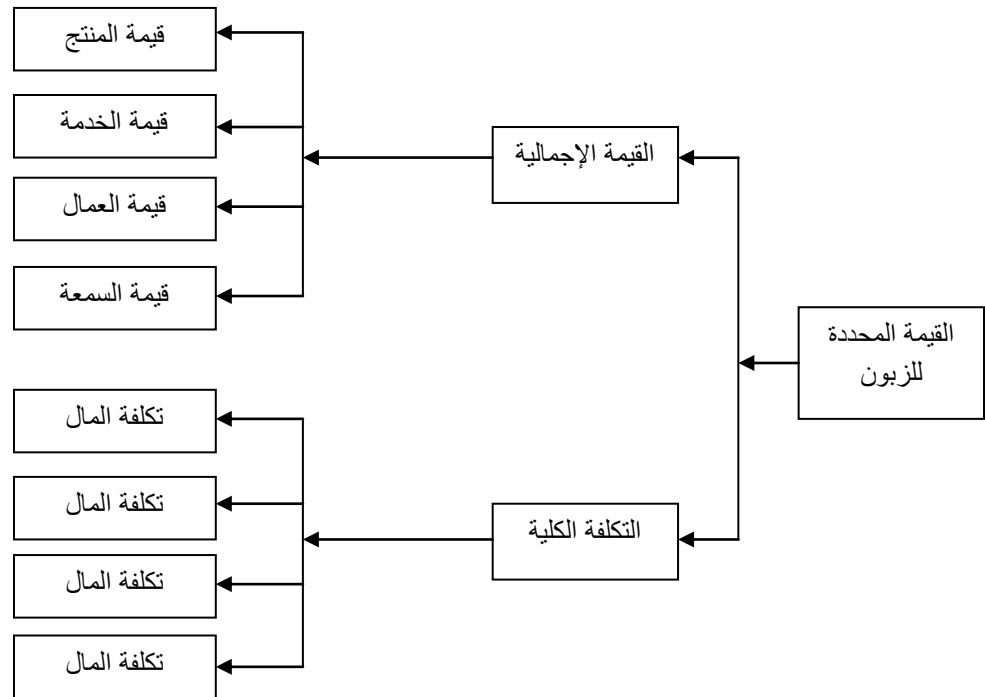 القيمة المحددة
للزبون
القيمة الإجمالية
قيمة المنتج
قيمة الخدمة
قيمة العمال
قيمة السمعة
التكلفة الكلية
تكلفة المال
تكلفة المال
تكلفة المال
تكلفة المال